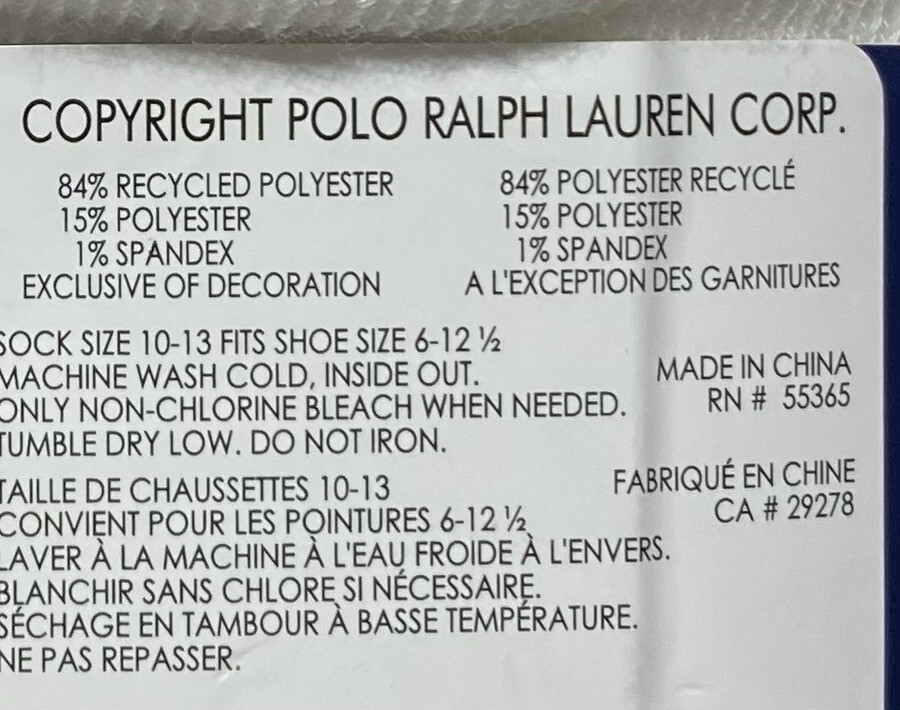 COPYRIGHT POLO RALPH LAUREN CORP.
84% RECYCLED POLYESTER
15% POLYESTER
1% SPANDEX
EXCLUSIVE OF DECORATION
84% POLYESTER RECYCLÉ
15% POLYESTER
1% SPANDEX
A L'EXCEPTION DES GARNITURES
SOCK SIZE 10-13 FITS SHOE SIZE 6-12 ½
MACHINE WASH COLD, INSIDE OUT.
ONLY NON-CHLORINE BLEACH WHEN NEEDED.
TUMBLE DRY LOW. DO NOT IRON.
MADE IN CHINA
RN # 55365
TAILLE DE CHAUSSETTES 10-13
CONVIENT POUR LES POINTURES 6-12 ½
LAVER À LA MACHINE À L'EAU FROIDE À L'ENVERS.
BLANCHIR SANS CHLORE SI NÉCESSAIRE.
SÉCHAGE EN TAMBOUR À BASSE TEMPÉRATURE.
NE PAS REPASSER.
FABRIQUÉ EN CHINE
CA # 29278